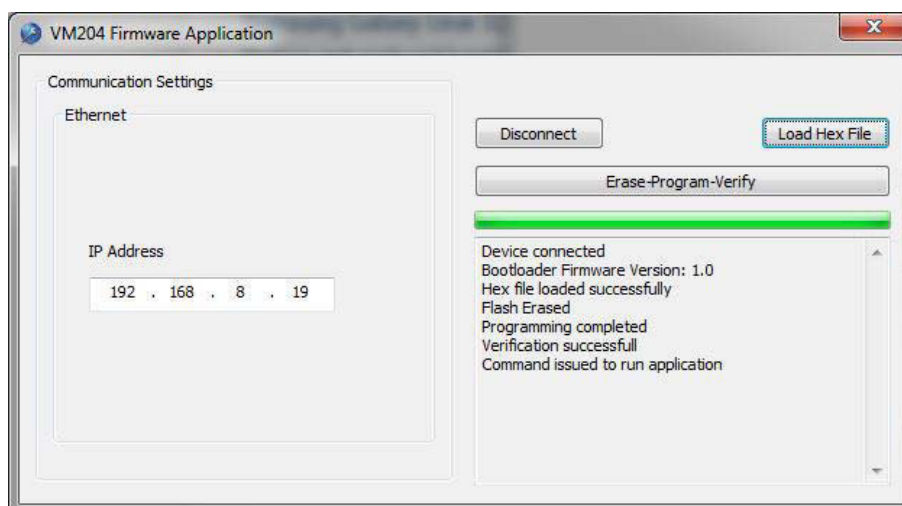 VM204 Firmware Application
Communication Settings
Ethernet
IP Address
192 . 168 . 8 . 19
Disconnect
Load Hex File
Erase-Program-Verify
Device connected
Bootloader Firmware Version: 1.0
Hex file loaded successfully
Flash Erased
Programming completed
Verification successfull
Command issued to run application